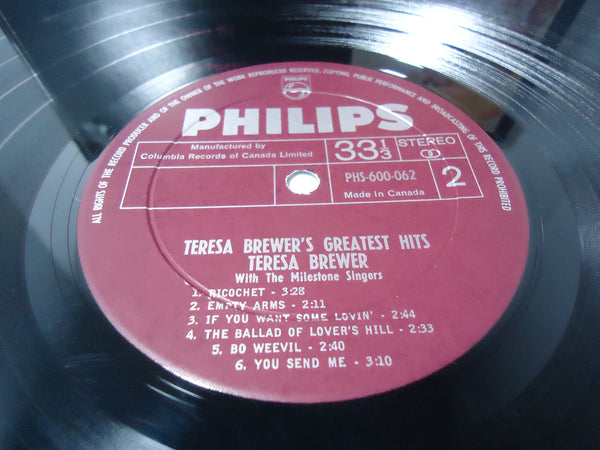 ALL RIGHTS OF THE RECORD PRODUCER AND OF THE OWNER OF THE WORK REPRODUCED RESERVED. COPYING, PUBLIC PERFORMANCE AND BROADCASTING OF THIS RECORD PROHIBITED
PHILIPS
PHILIPS
Manufactured by
Columbia Records of Canada Limited
33 1/3
STEREO
PHS-600-062
Made in Canada
2
TERESA BREWER'S GREATEST HITS
TERESA BREWER
With The Milestone Singers
1. RICOCHET - 3:28
2. EMPTY ARMS - 2:11
3. IF YOU WANT SOME LOVIN' - 2:44
4. THE BALLAD OF LOVER'S HILL - 2:33
5. BO WEEVIL - 2:40
6. YOU SEND ME - 3:10